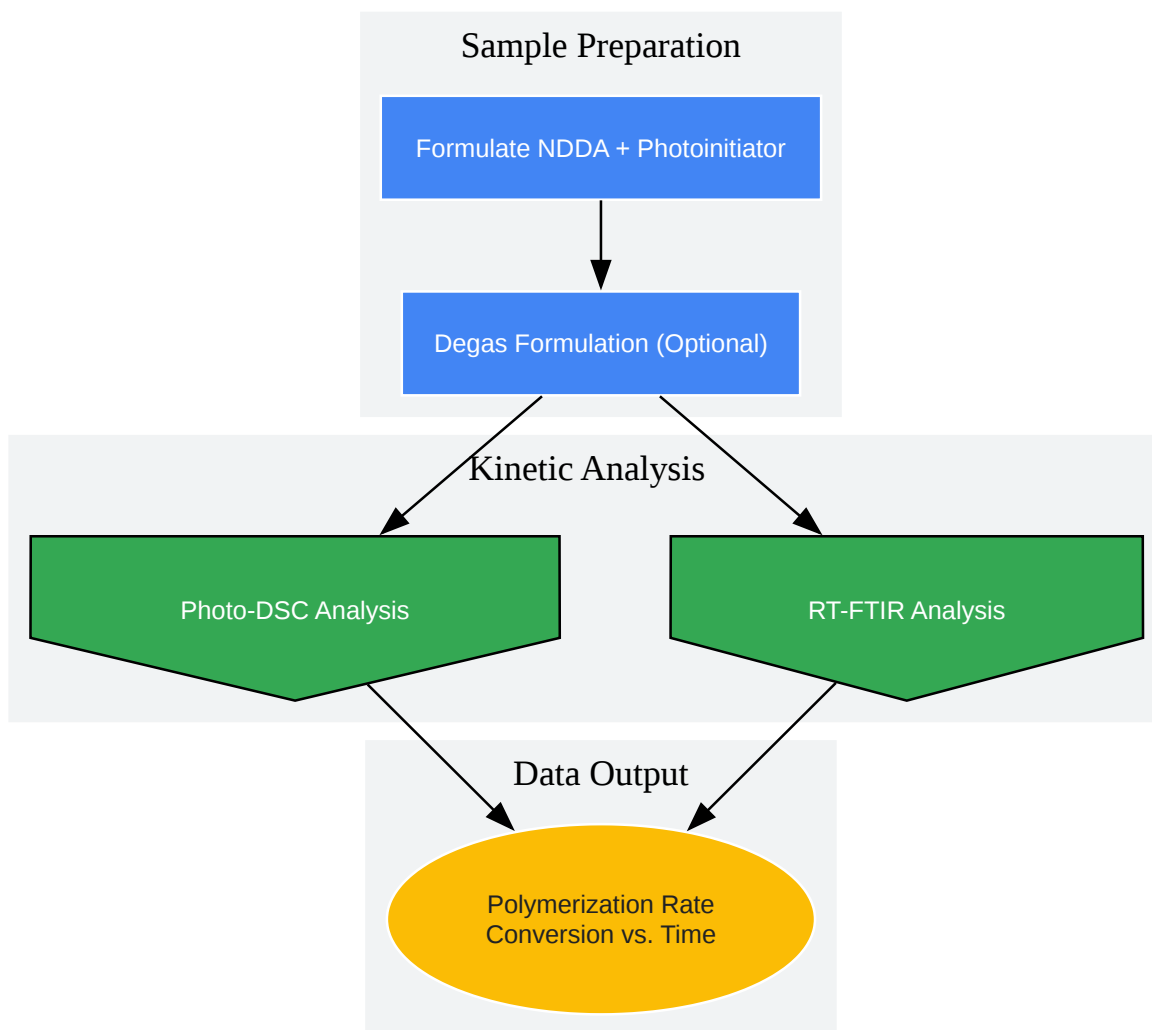 Sample Preparation
Formulate NDDA + Photoinitiator
Degas Formulation (Optional)
Kinetic Analysis
Photo-DSC Analysis
RT-FTIR Analysis
Data Output
Polymerization Rate
Conversion vs. Time